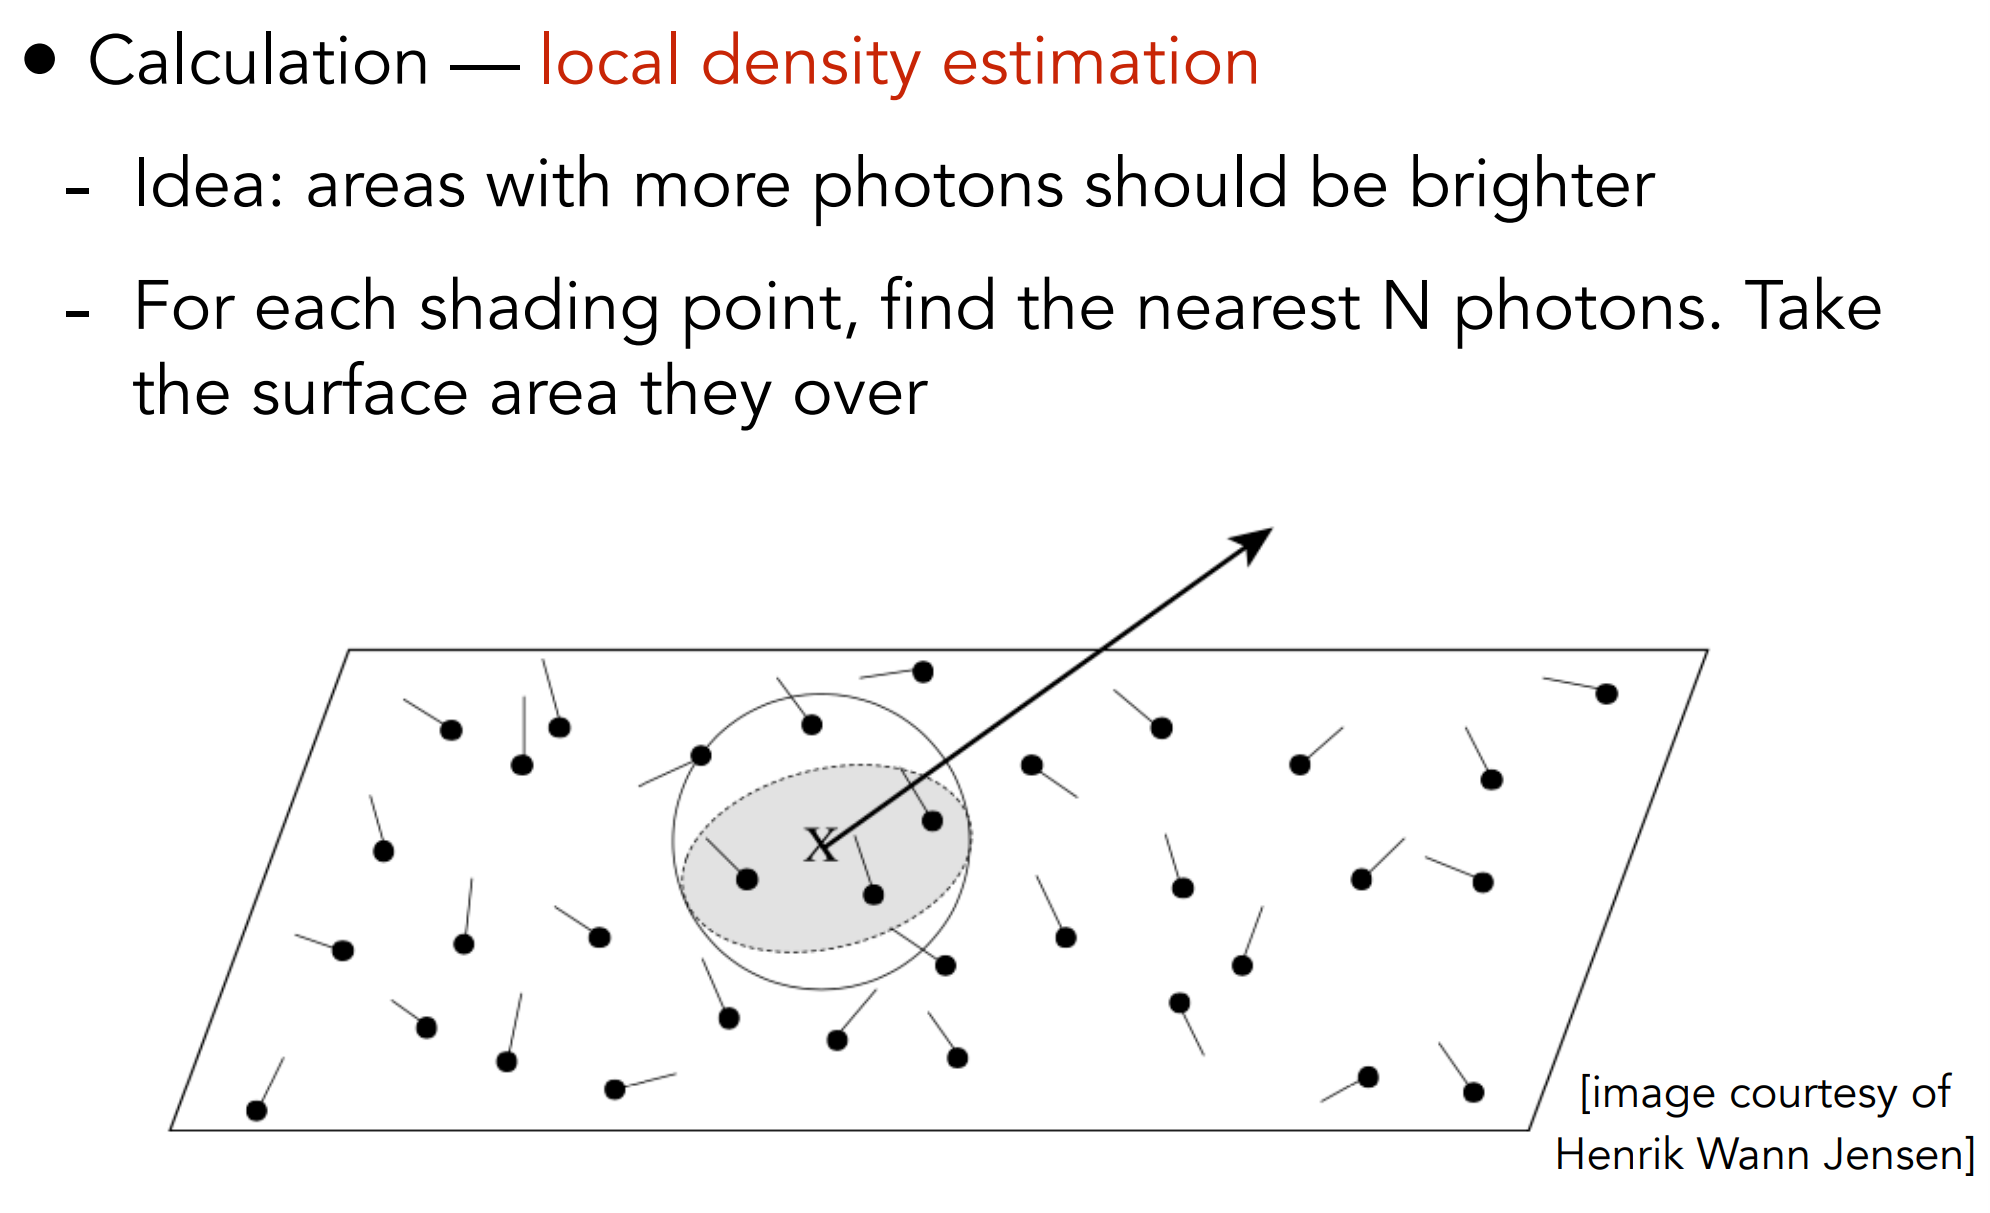 • Calculation — local density estimation
- Idea: areas with more photons should be brighter
- For each shading point, find the nearest N photons. Take
the surface area they over
X
[image courtesy of
Henrik Wann Jensen]